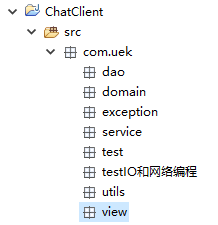 ChatClient
src
com.uek
dao
domain
exception
service
test
testIO和网络编程
utils
view